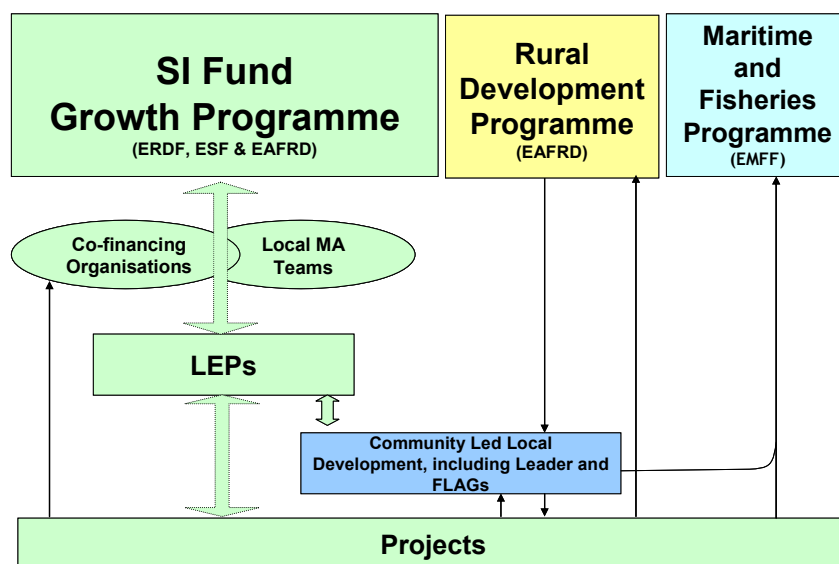 SI Fund
Growth Programme
(ERDF, ESF & EAFRD)
Rural
Development
Programme
(EAFRD)
Maritime
and
Fisheries
Programme
(EMFF)
Co-financing
Organisations
Local MA
Teams
LEPs
Community Led Local
Development, including Leader and
FLAGs
Projects